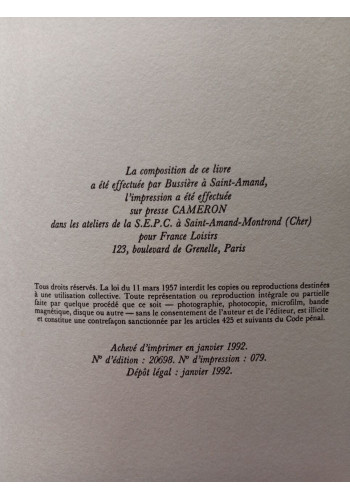 La composition de ce livre
a été effectuée par Bussière à Saint-Amand,
l'impression a été effectuée
sur presse CAMERON
dans les ateliers de la S.E.P.C. à Saint-Amand-Montrond (Cher)
pour France Loisirs
123, boulevard de Grenelle, Paris
Tous droits réservés. La loi du 11 mars 1957 interdit les copies ou reproductions destinées
à une utilisation collective. Toute représentation ou reproduction intégrale ou partielle
faite par quelque procédé que ce soit — photographie, photocopie, microfilm, bande
magnétique, disque ou autre — sans le consentement de l'auteur et de l'éditeur, est illicite
et constitue une contrefaçon sanctionnée par les articles 425 et suivants du Code pénal.
Achevé d'imprimer en janvier 1992.
N° d'édition : 20698. N° d'impression : 079.
Dépôt légal : janvier 1992.